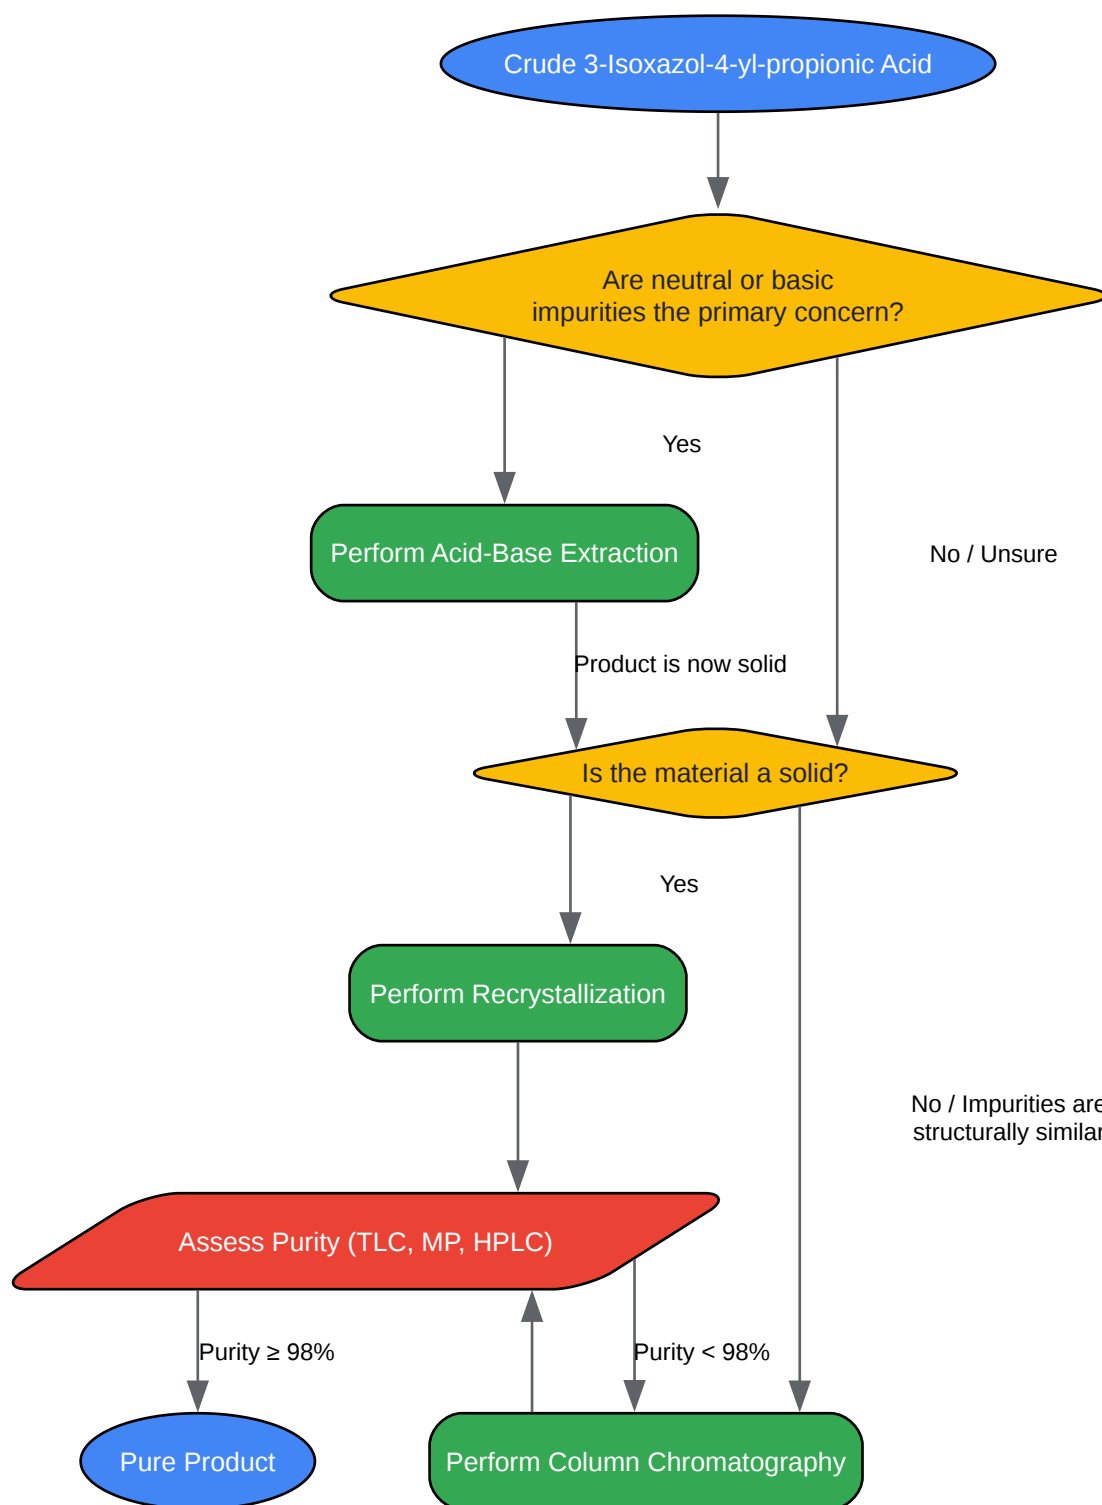 Crude 3-Isoxazol-4-yl-propionic Acid
Are neutral or basic
impurities the primary concern?
Yes
Perform Acid-Base Extraction
No / Unsure
Product is now solid
Is the material a solid?
Yes
Perform Recrystallization
No / Impurities are
structurally similar
Assess Purity (TLC, MP, HPLC)
Purity ≥ 98%
Purity < 98%
Pure Product
Perform Column Chromatography